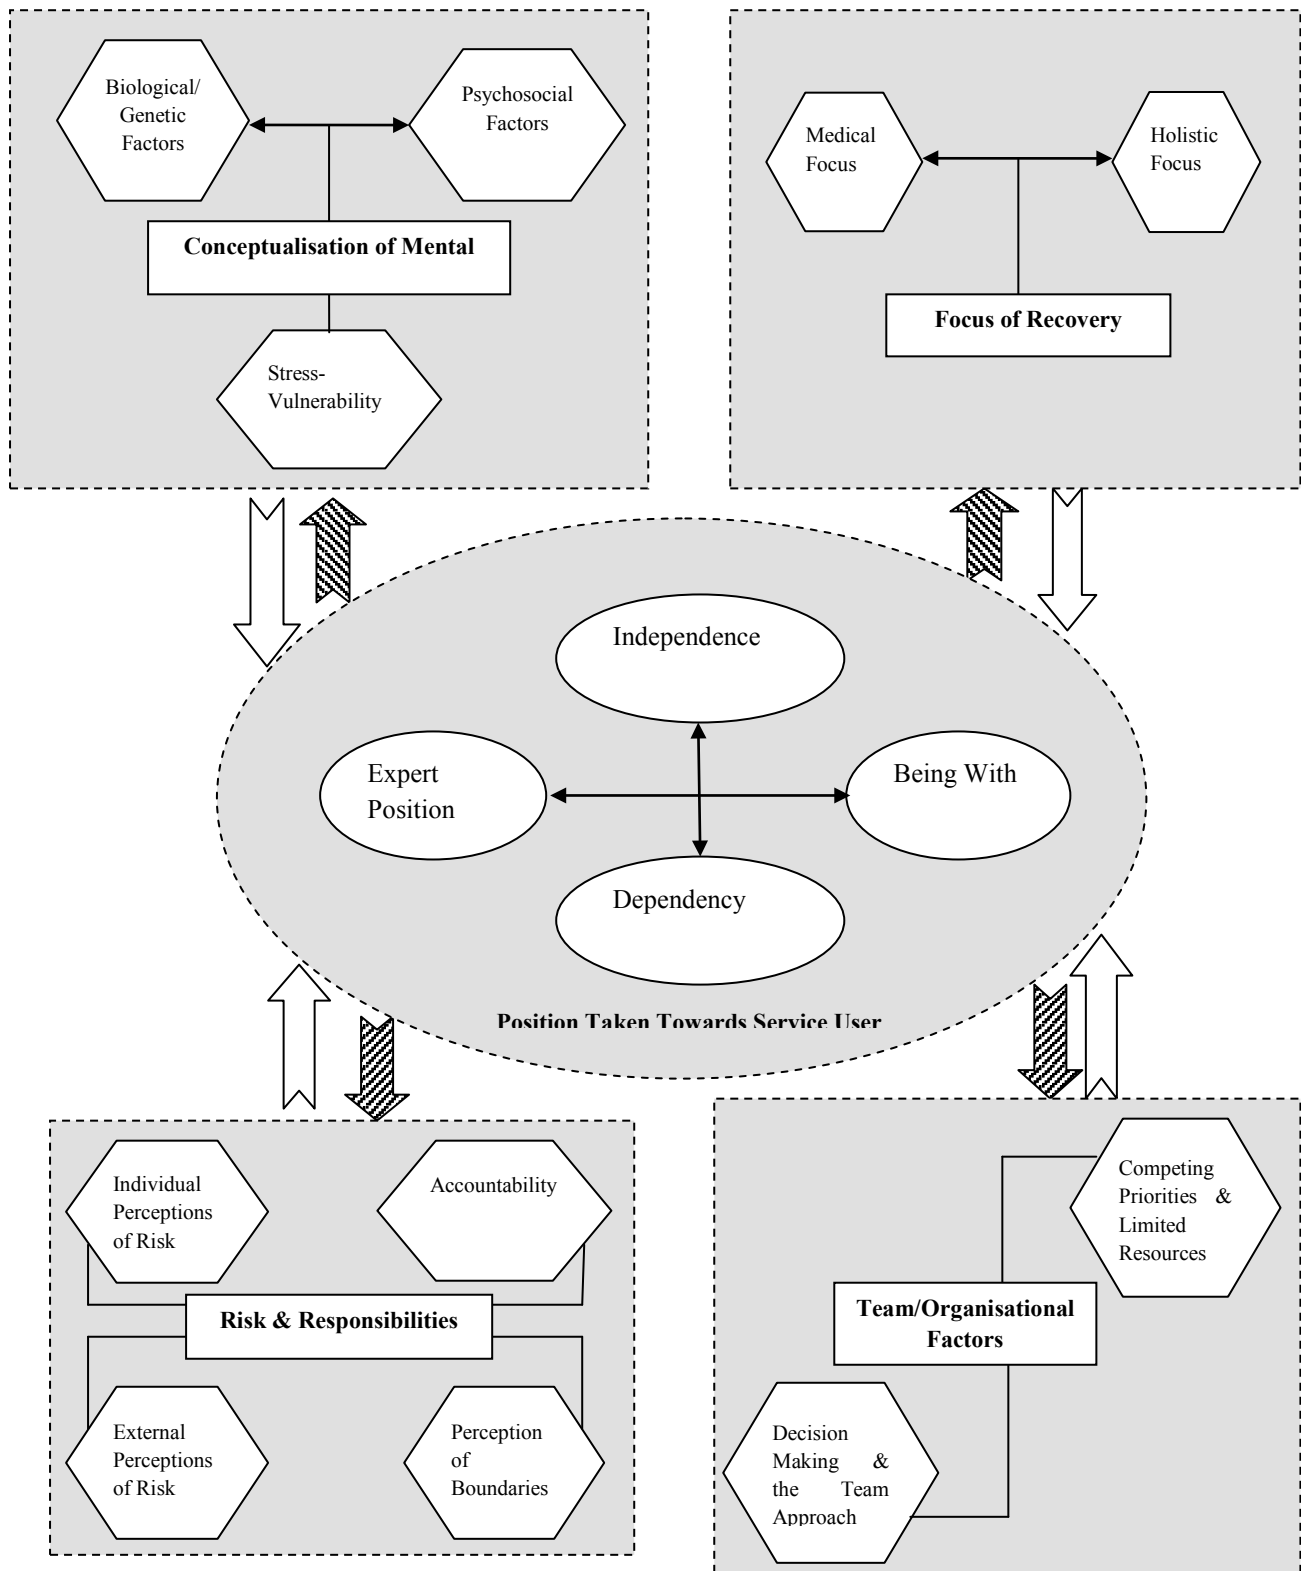 Biological/
Genetic
Factors
Psychosocial
Factors
Conceptualisation of Mental
Stress-
Vulnerability
Medical
Focus
Holistic
Focus
Focus of Recovery
Independence
Expert
Position
Being With
Dependency
Position Taken Towards Service User
Individual
Perceptions
of Risk
Accountability
Risk & Responsibilities
External
Perceptions
of Risk
Perception
of
Boundaries
Competing
Priorities &
Limited
Resources
Team/Organisational
Factors
Decision
Making &
the Team
Approach